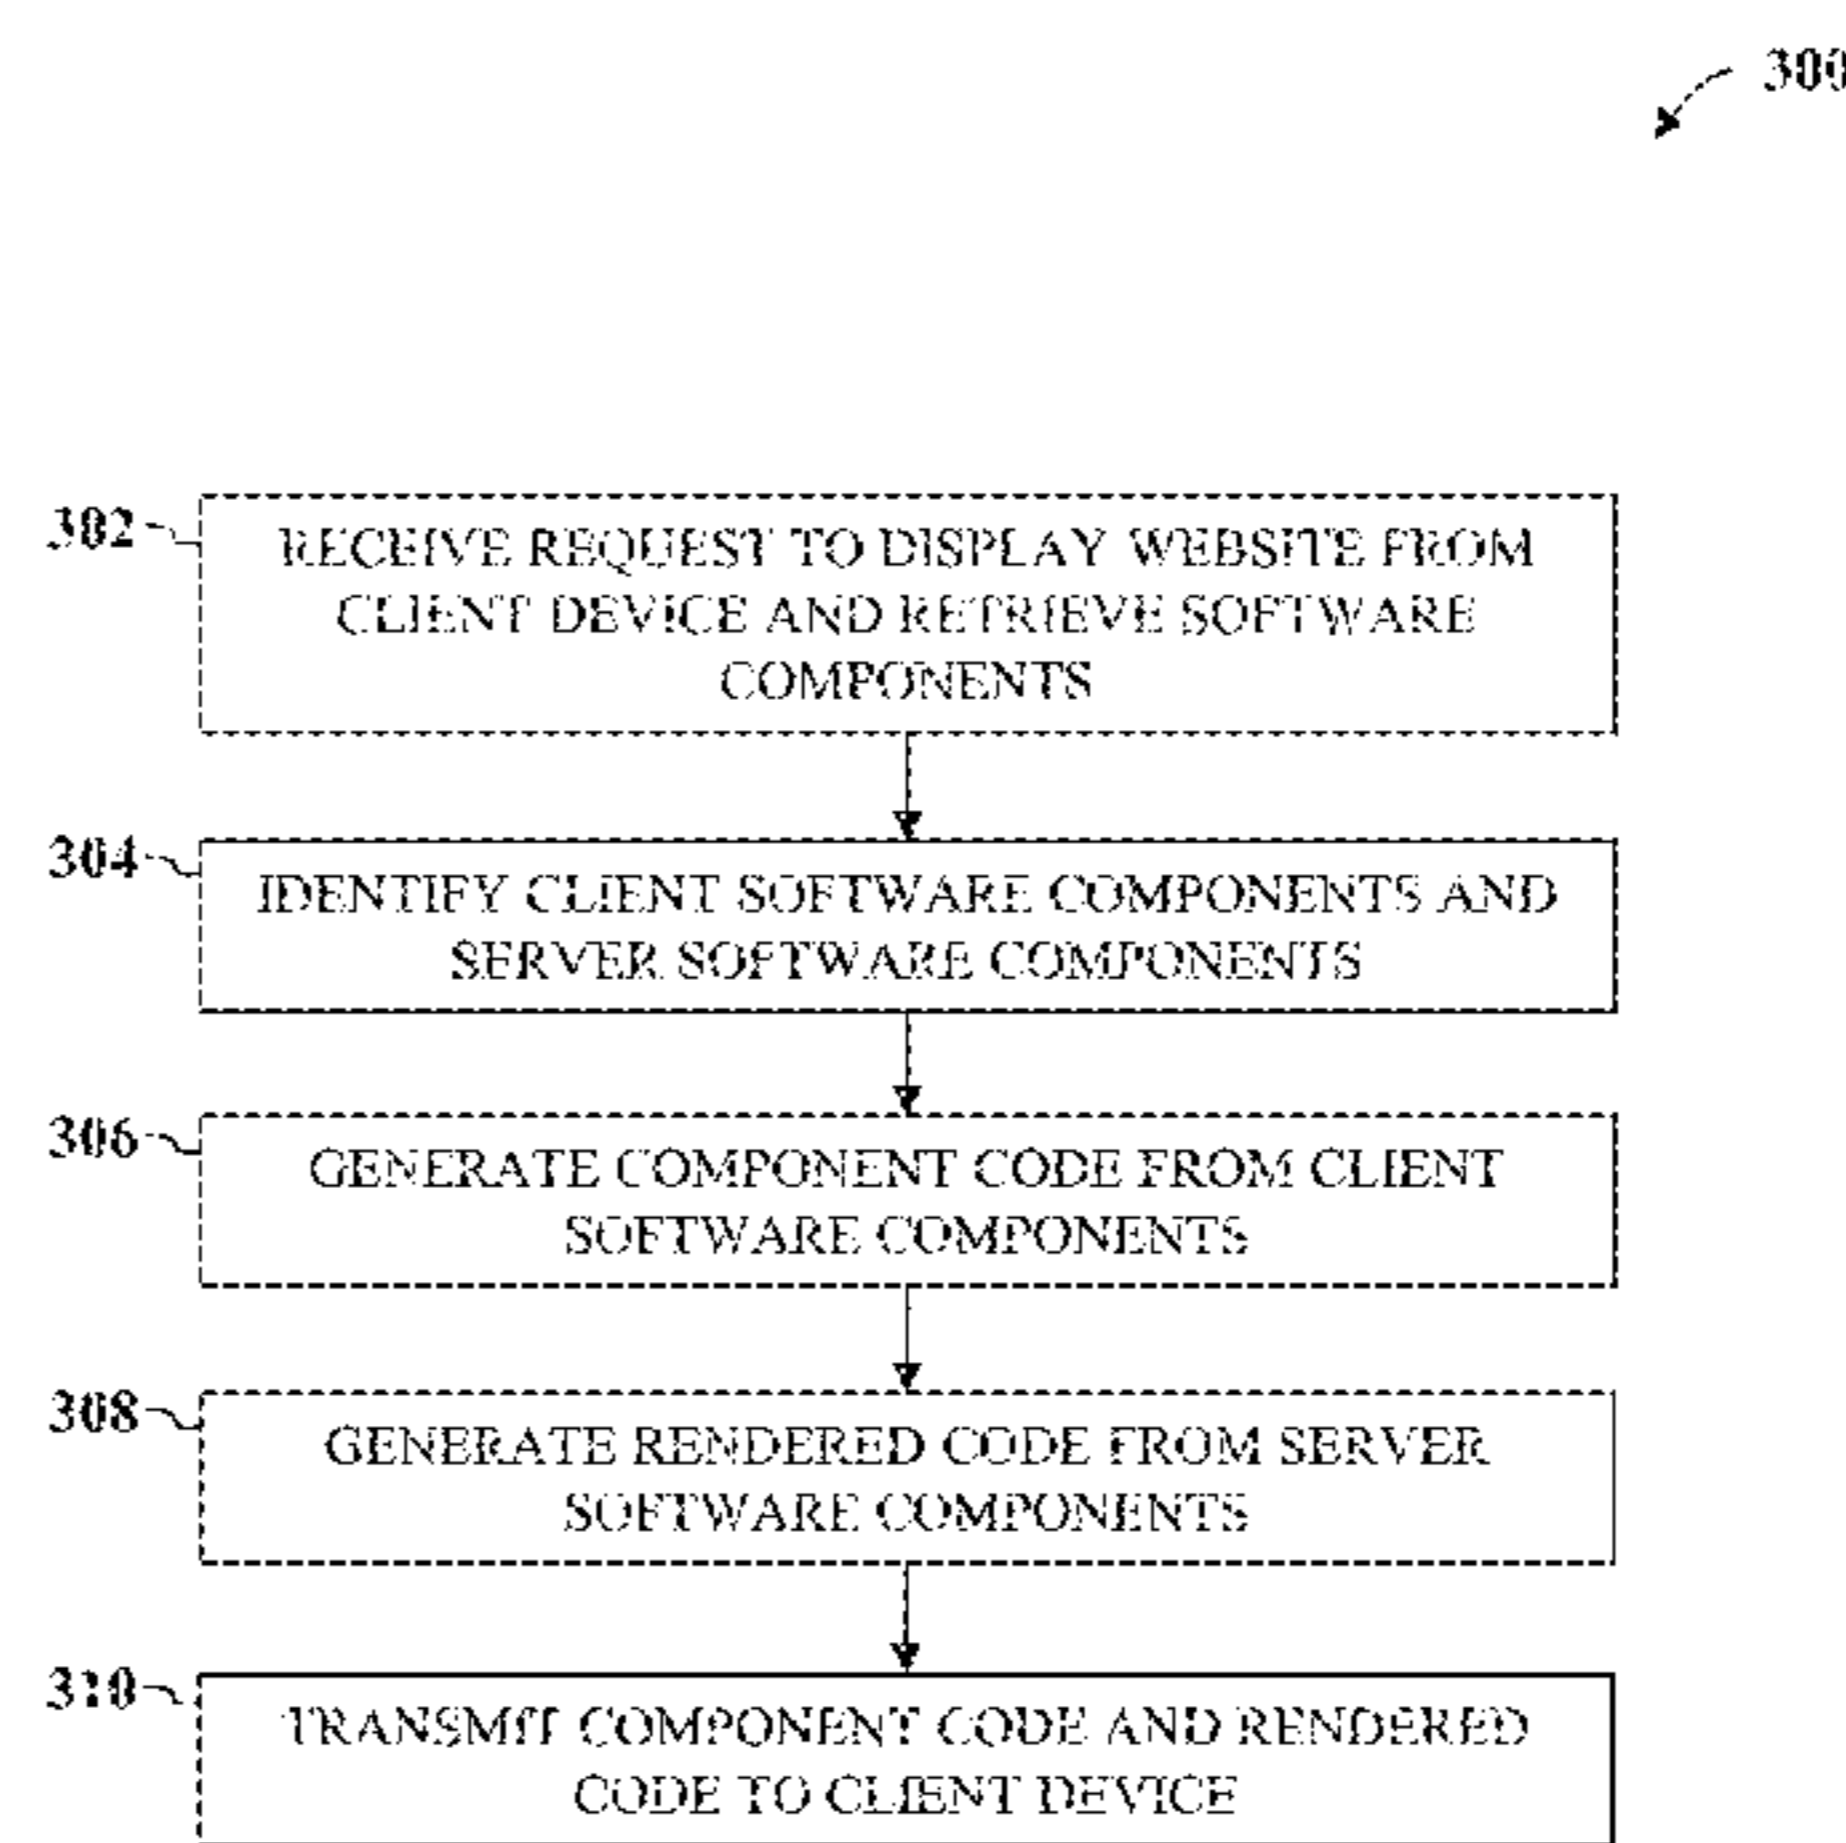 300
302
RECEIVE REQUEST TO DISPLAY WEBSITE FROM
CLIENT DEVICE AND RETRIEVE SOFTWARE
COMPONENTS
304
IDENTIFY CLIENT SOFTWARE COMPONENTS AND
SERVER SOFTWARE COMPONENTS
306
GENERATE COMPONENT CODE FROM CLIENT
SOFTWARE COMPONENTS
308
GENERATE RENDERED CODE FROM SERVER
SOFTWARE COMPONENTS
310
TRANSMIT COMPONENT CODE AND RENDERED
CODE TO CLIENT DEVICE